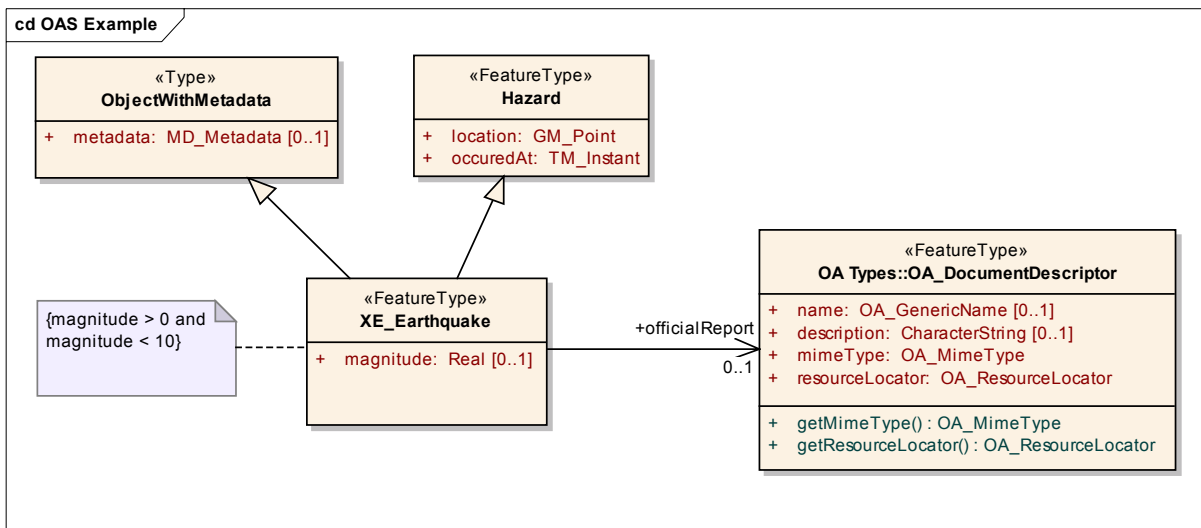 cd OAS Example
«Type»
ObjectWithMetadata
+ metadata: MD_Metadata [0..1]
«FeatureType»
Hazard
+ location: GM_Point
+ occuredAt: TM_Instant
«FeatureType»
OA Types::OA_DocumentDescriptor
+ name: OA_GenericName [0..1]
+ description: CharacterString [0..1]
+ mimeType: OA_MimeType
+ resourceLocator: OA_ResourceLocator
+ getMimeType() : OA_MimeType
+ getResourceLocator() : OA_ResourceLocator
{magnitude > 0 and
magnitude < 10}
«FeatureType»
XE_Earthquake
+ magnitude: Real [0..1]
+officialReport
0..1